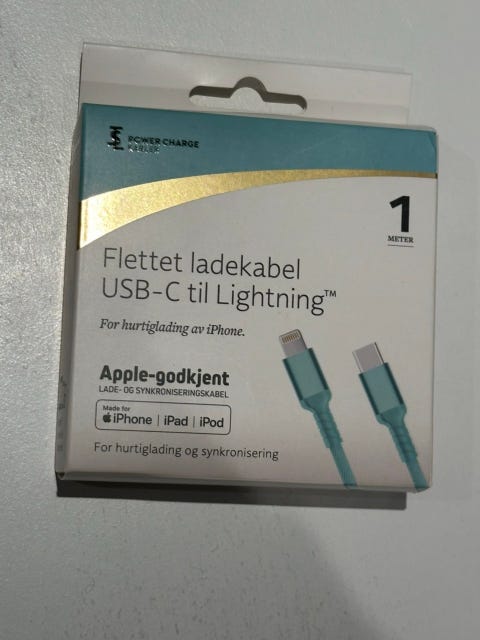 POWER CHARGE
SERIES
1
METER
Flettet ladekabel
USB-C til Lightning™
For hurtiglading av iPhone.
Apple-godkjent
LADE- OG SYNKRONISERINGSKABEL
Made for
iPhone | iPad | iPod
For hurtiglading og synkronisering